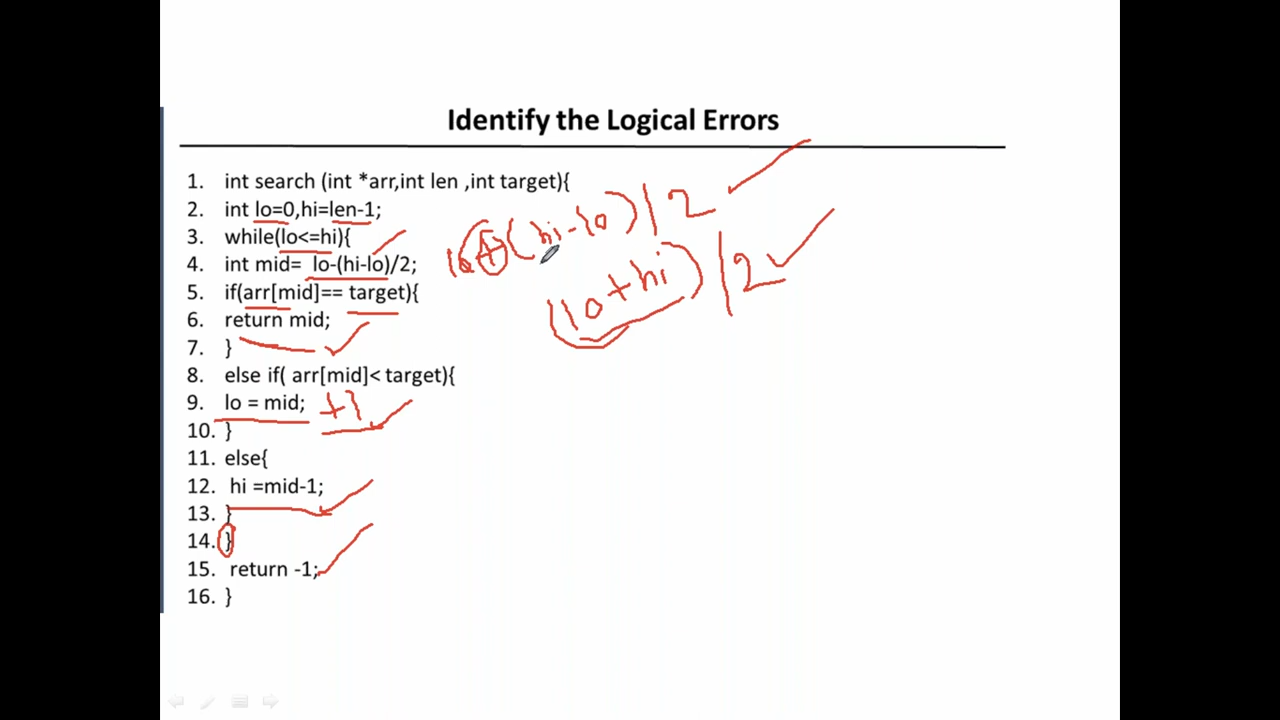 Identify the Logical Errors
1. int search (int *arr,int len ,int target){
2. int lo=0,hi=len-1;
3. while(lo<=hi){
4. int mid= lo-(hi-lo)/2;
5. if(arr[mid]== target){
6. return mid;
7. }
8. else if( arr[mid]< target){
9. lo = mid; +1
10. }
11. else{
12. hi =mid-1;
13. }
14. }
15. return -1;
16. }
lo+(hi-lo)/2
(lo+hi)/2